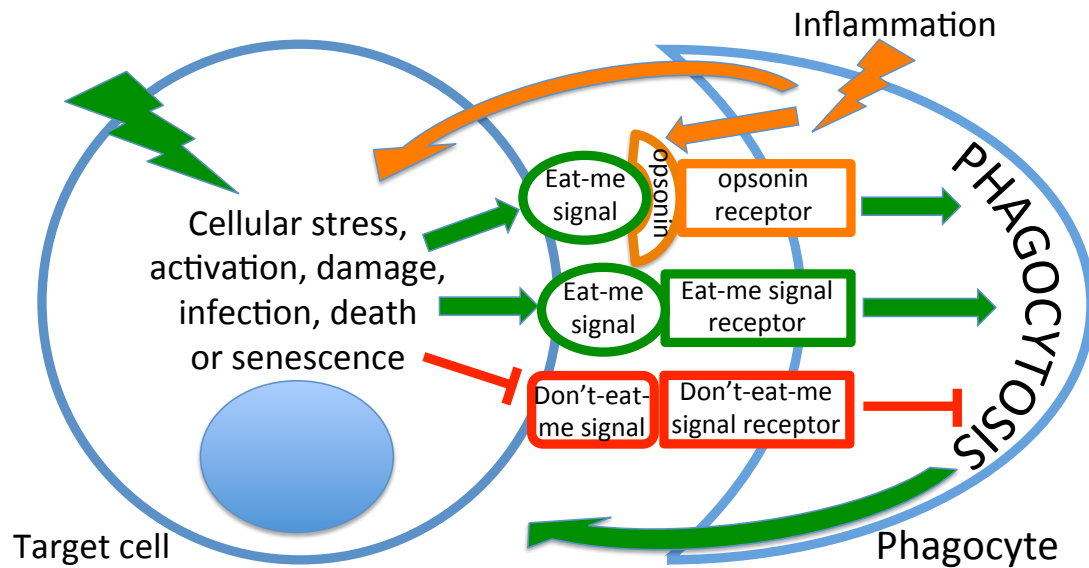 Inflammation
Eat-me
signal
opsonin
opsonin
receptor
Cellular stress,
activation, damage,
infection, death
or senescence
Eat-me
signal
Eat-me signal
receptor
Don’t-eat-
me signal
Don’t-eat-me
signal receptor
PHAGOCYTOSIS
Target cell
Phagocyte